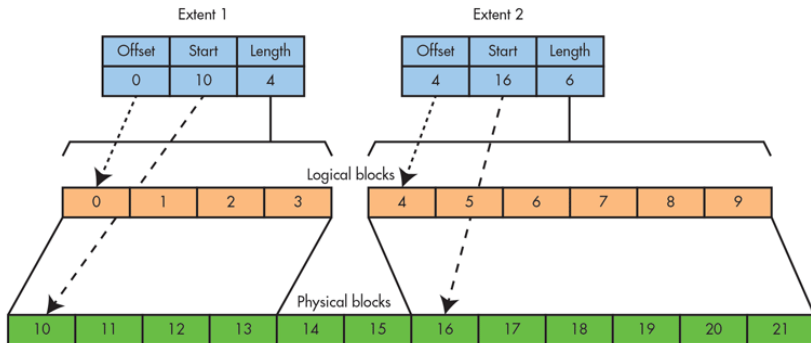 Extent 1 Extent 2
Offset Start Length Offset Start Length
0 10 4 4 16 6
Logical blocks
0 1 2 3 4 5 6 7 8 9
Physical blocks
10 11 12 13 14 15 16 17 18 19 20 21